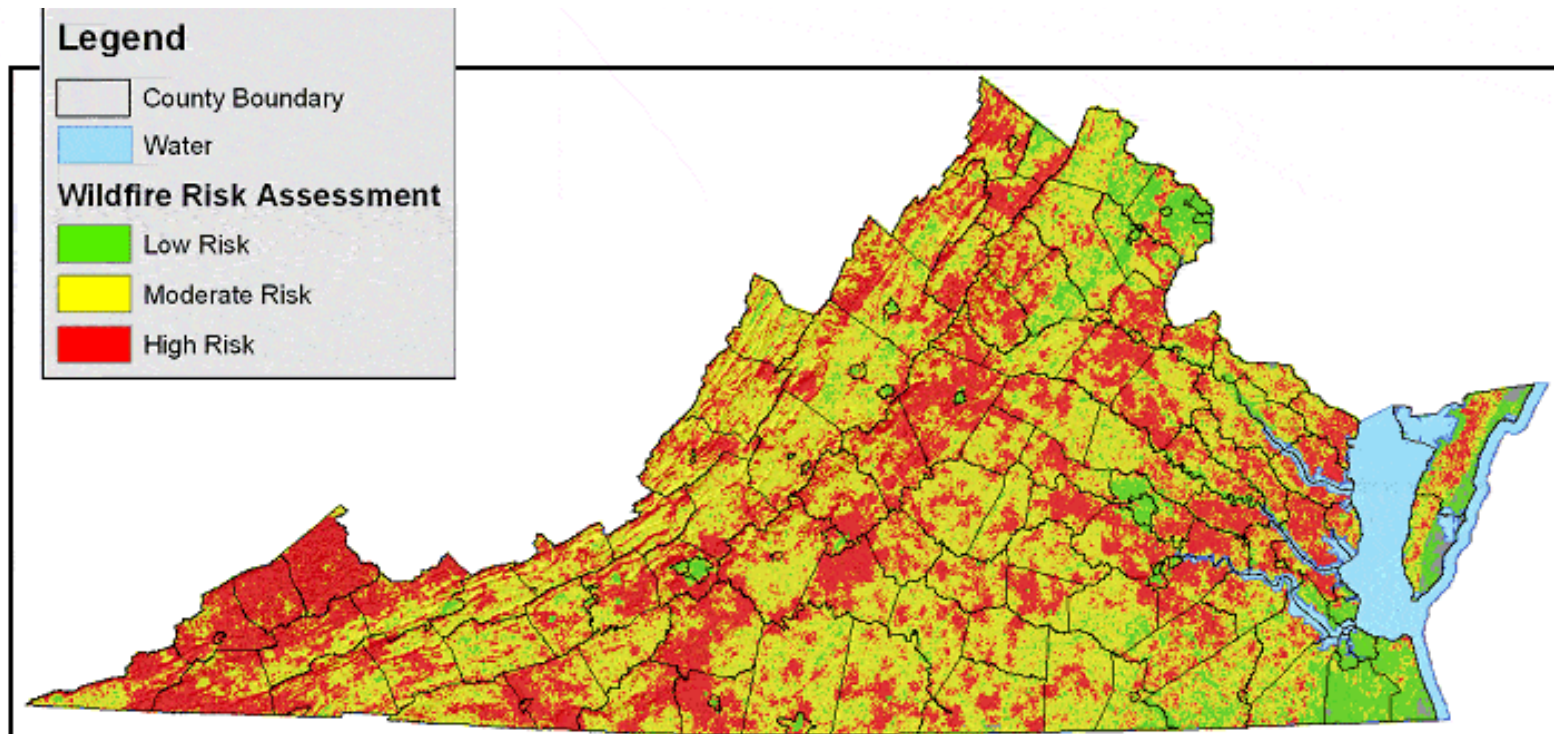 Legend
County Boundary
Water
Wildfire Risk Assessment
Low Risk
Moderate Risk
High Risk